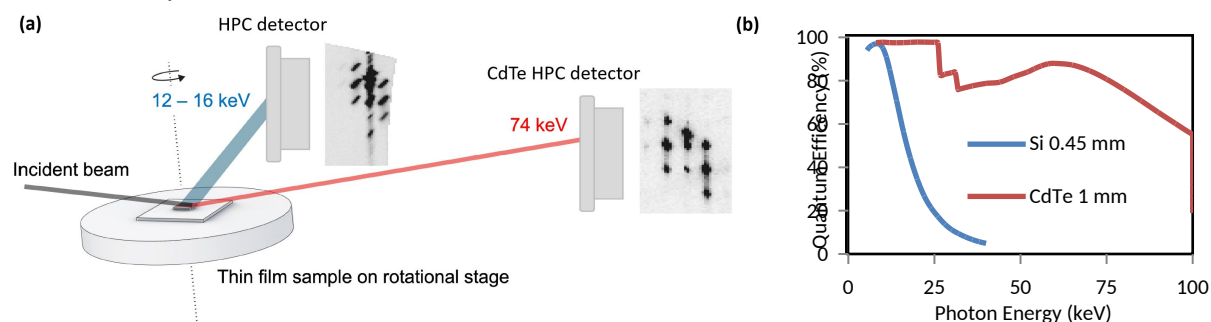 (a)
HPC detector
CdTe HPC detector
12 – 16 keV
74 keV
Incident beam
Thin film sample on rotational stage
(b)
Quantum Efficiency (%)
100
80
60
40
20
0
Si 0.45 mm
CdTe 1 mm
0 25 50 75 100
Photon Energy (keV)